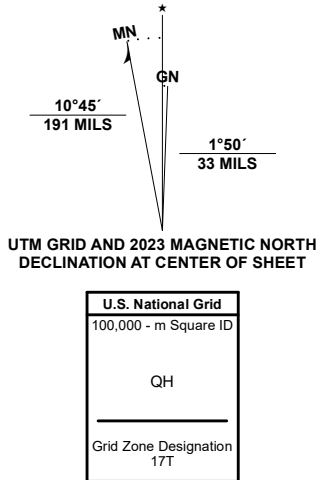 ★
MN
GN
10°45´
191 MILS
1°50´
33 MILS
UTM GRID AND 2023 MAGNETIC NORTH
DECLINATION AT CENTER OF SHEET
U.S. National Grid
100,000 - m Square ID
QH
Grid Zone Designation
17T